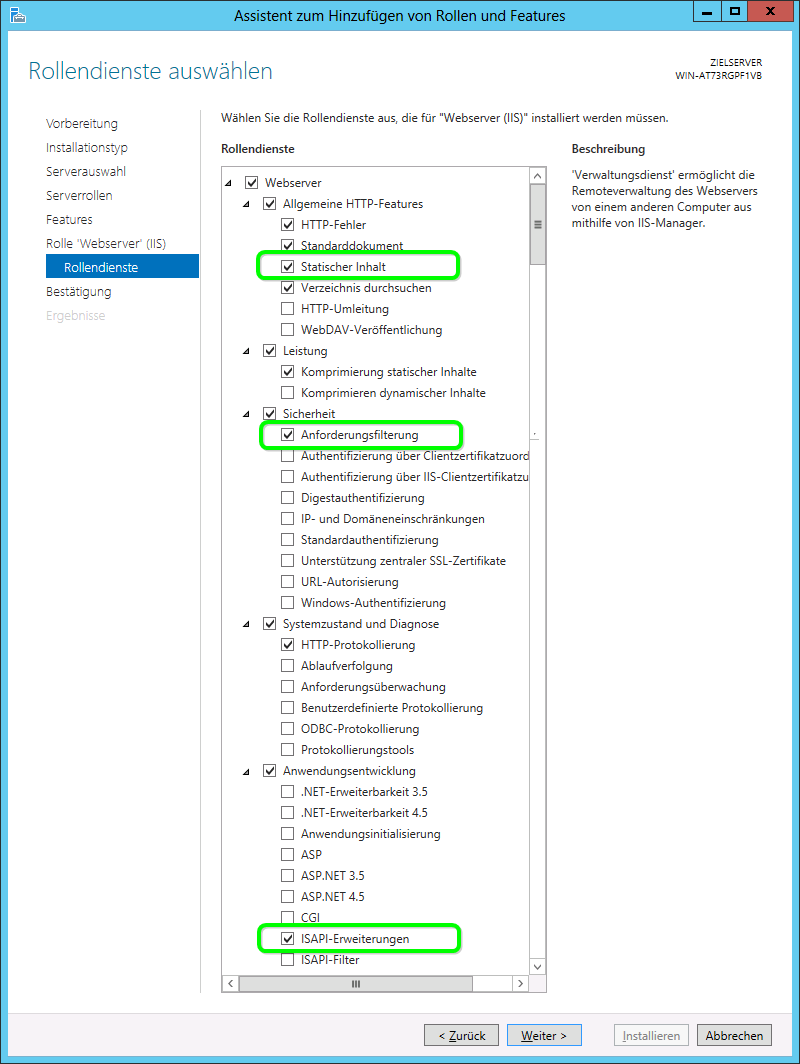 Assistent zum Hinzufügen von Rollen und Features
Rollendienste auswählen
ZIELSERVER
WIN-AT73RGPF1VB
Vorbereitung
Installationstyp
Serverauswahl
Serverrollen
Features
Rolle 'Webserver' (IIS)
Rollendienste
Bestätigung
Ergebnisse
Wählen Sie die Rollendienste aus, die für "Webserver (IIS)" installiert werden müssen.
Rollendienste
Webserver
Allgemeine HTTP-Features
HTTP-Fehler
Standarddokument
Statischer Inhalt
Verzeichnis durchsuchen
HTTP-Umleitung
WebDAV-Veröffentlichung
Leistung
Komprimierung statischer Inhalte
Komprimieren dynamischer Inhalte
Sicherheit
Anforderungsfilterung
Authentifizierung über Clientzertifikatzuord
Authentifizierung über IIS-Clientzertifikatzu
Digestauthentifizierung
IP- und Domäneneinschränkungen
Standardauthentifizierung
Unterstützung zentraler SSL-Zertifikate
URL-Autorisierung
Windows-Authentifizierung
Systemzustand und Diagnose
HTTP-Protokollierung
Ablaufverfolgung
Anforderungsüberwachung
Benutzerdefinierte Protokollierung
ODBC-Protokollierung
Protokollierungstools
Anwendungsentwicklung
.NET-Erweiterbarkeit 3.5
.NET-Erweiterbarkeit 4.5
Anwendungsinitialisierung
ASP
ASP.NET 3.5
ASP.NET 4.5
CGI
ISAPI-Erweiterungen
ISAPI-Filter
Beschreibung
'Verwaltungsdienst' ermöglicht die
Remoteverwaltung des Webservers
von einem anderen Computer aus
mithilfe von IIS-Manager.
< Zurück
Weiter >
Installieren
Abbrechen